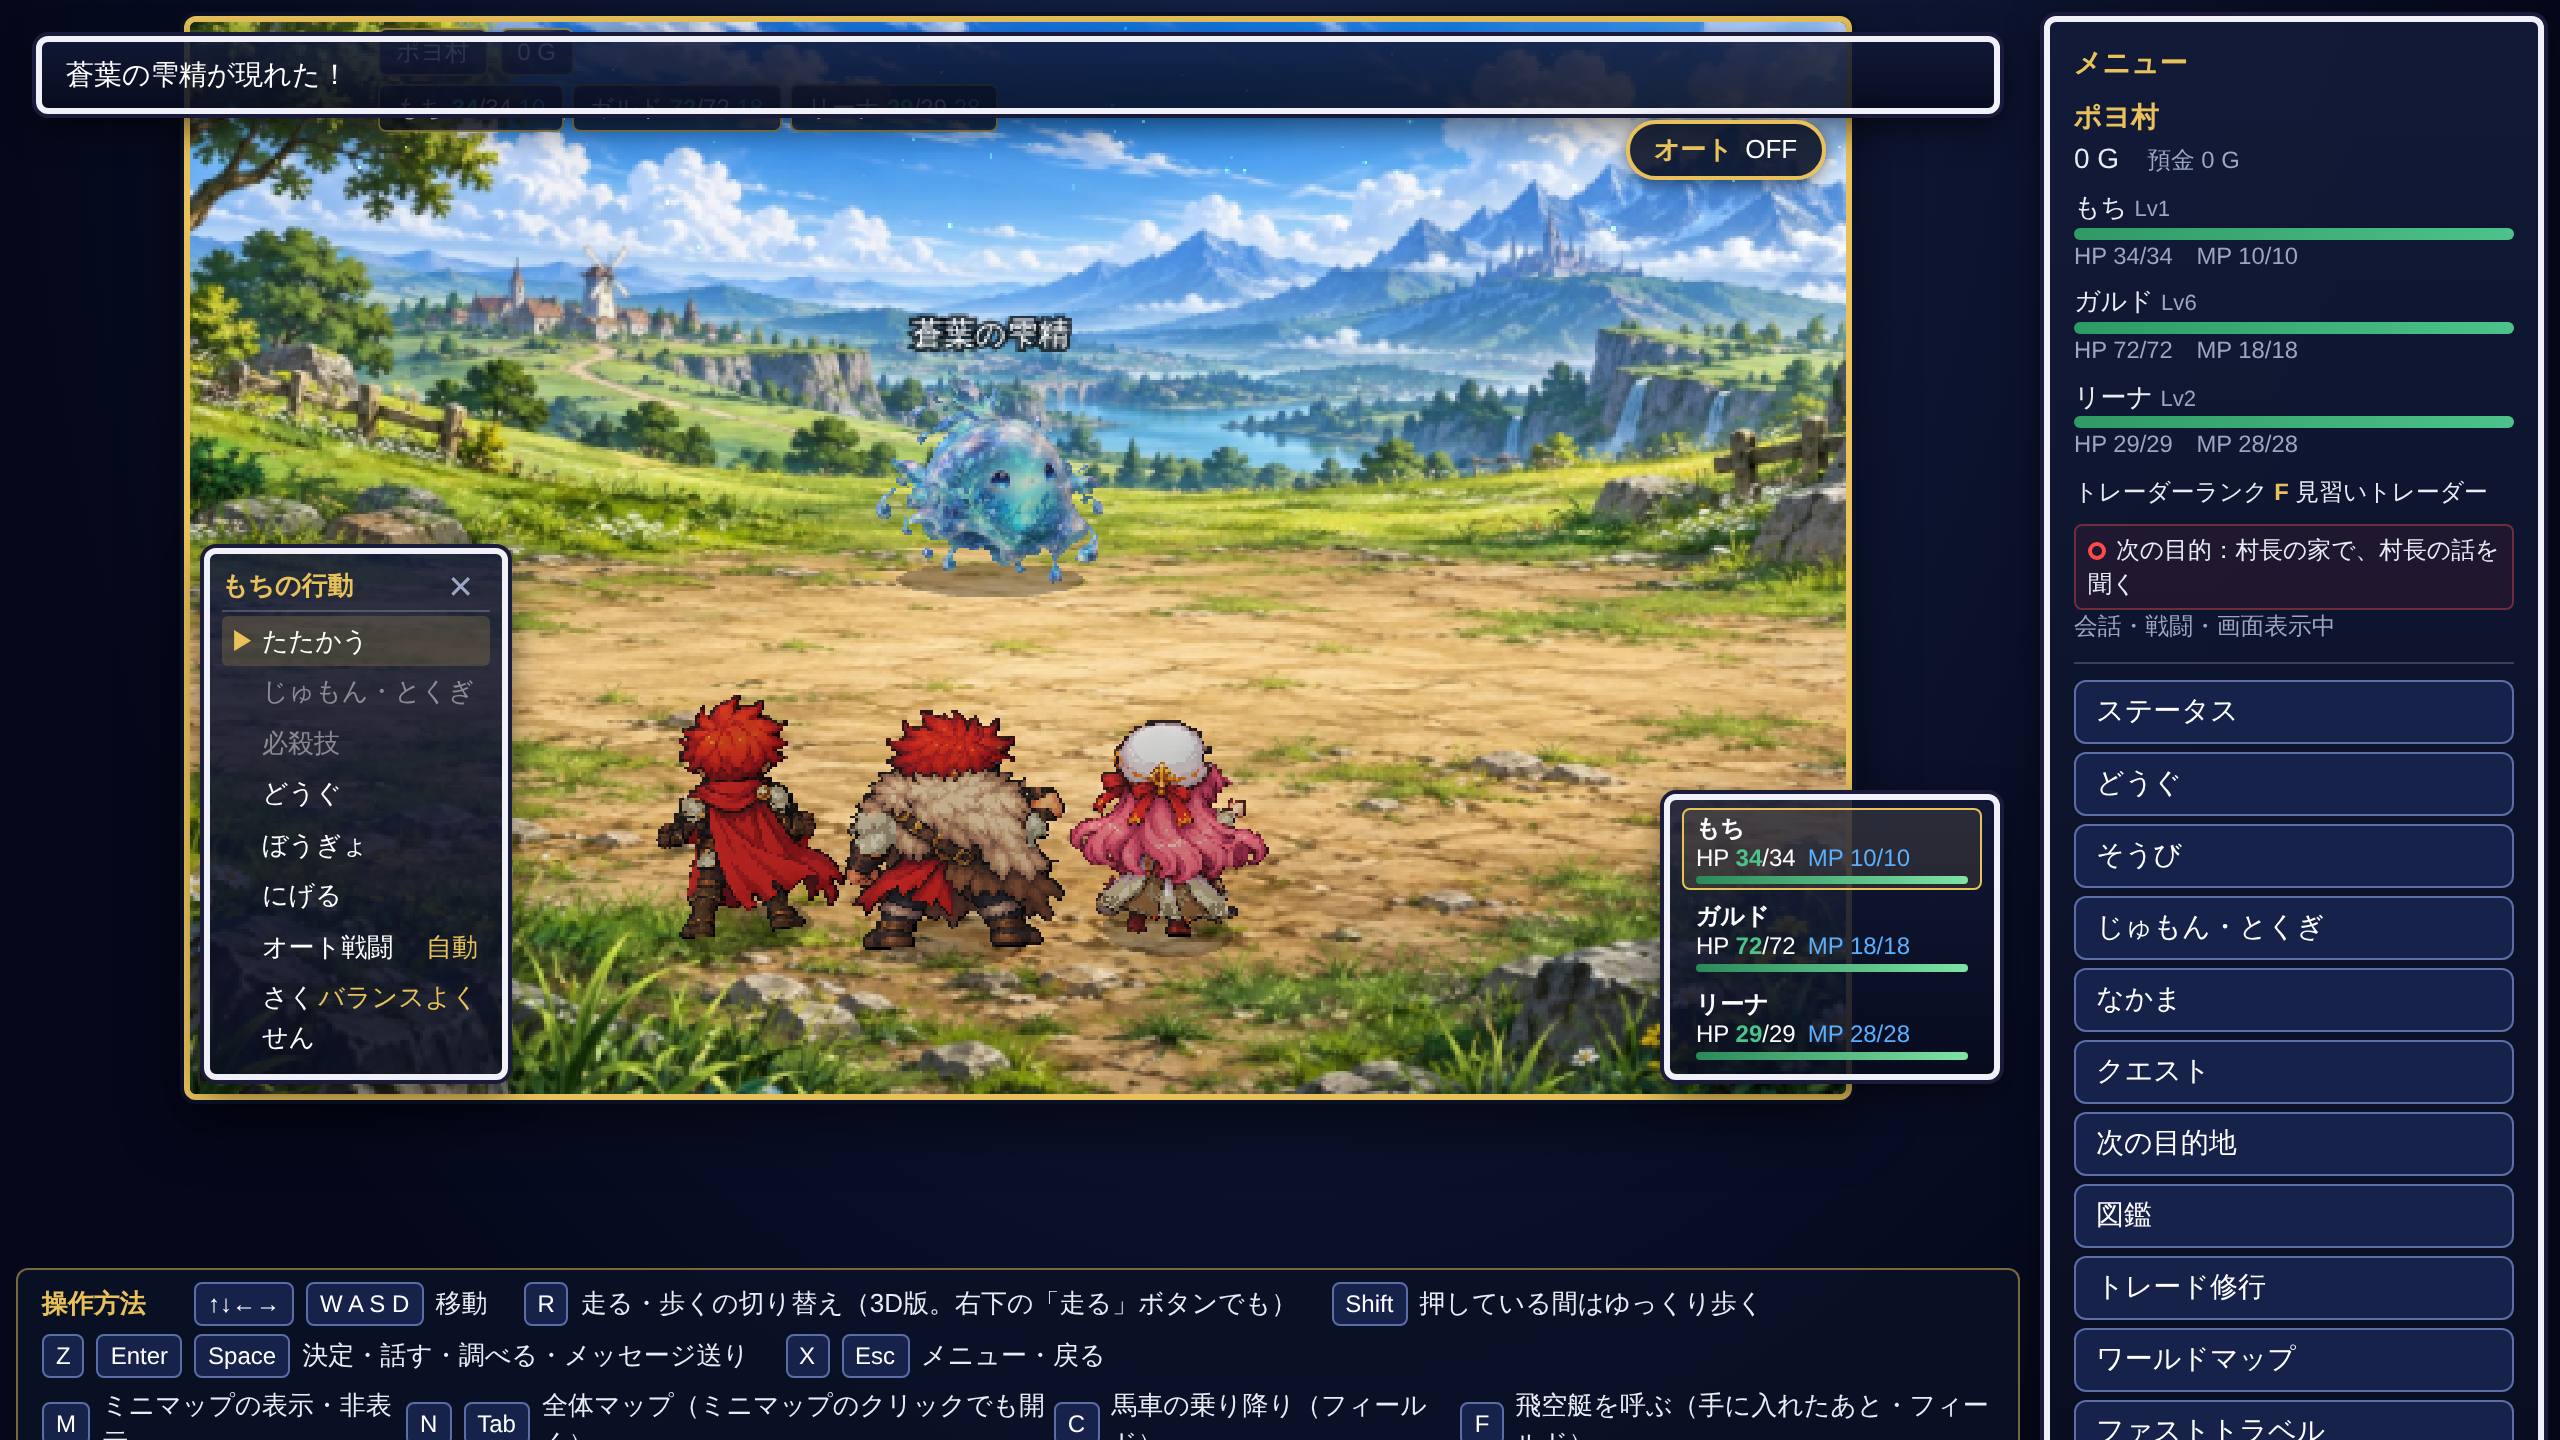 蒼葉の雫精が現れた！
ポヨ村 0 G
オート OFF
蒼葉の雫精
もちの行動 ✕
▶ たたかう
じゅもん・とくぎ
必殺技
どうぐ
ぼうぎょ
にげる
オート戦闘 自動
さくせん バランスよく
もち
HP 34/34 MP 10/10
ガルド
HP 72/72 MP 18/18
リーナ
HP 29/29 MP 28/28
メニュー
ポヨ村
0 G 預金 0 G
もち Lv1
HP 34/34 MP 10/10
ガルド Lv6
HP 72/72 MP 18/18
リーナ Lv2
HP 29/29 MP 28/28
トレーダーランク F 見習いトレーダー
次の目的：村長の家で、村長の話を
聞く
会話・戦闘・画面表示中
ステータス
どうぐ
そうび
じゅもん・とくぎ
なかま
クエスト
次の目的地
図鑑
トレード修行
ワールドマップ
ファストトラベル
操作方法 ↑↓←→ W A S D 移動 R 走る・歩くの切り替え（3D版。右下の「走る」ボタンでも） Shift 押している間はゆっくり歩く
Z Enter Space 決定・話す・調べる・メッセージ送り X Esc メニュー・戻る
M ミニマップの表示・非表 N Tab 全体マップ（ミニマップのクリックでも開 C 馬車の乗り降り（フィール F 飛空艇を呼ぶ（手に入れたあと・フィー